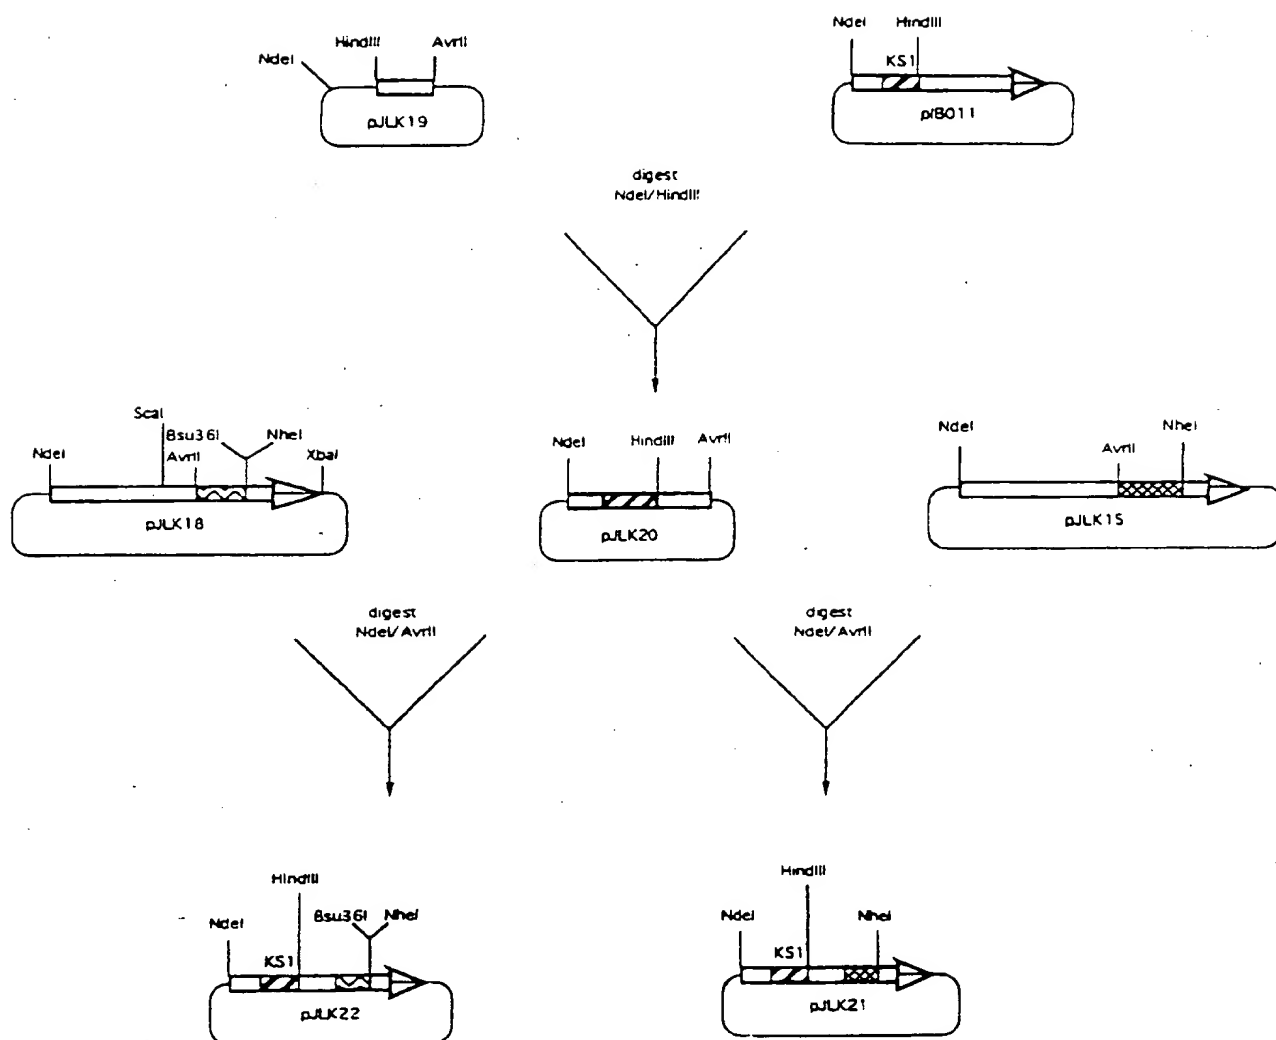 NdeI
HindIII
AvrII
pJLK19
NdeI
HindIII
KS1
pIB011
digest
NdeI/HindIII
ScaI
Bsu36I
NheI
NdeI
AvrII
XbaI
pJLK18
NdeI
HindIII
AvrII
pJLK20
NdeI
AvrII
NheI
pJLK15
digest
NdeI/AvrII
digest
NdeI/AvrII
HindIII
NdeI
Bsu36I
NheI
KS1
pJLK22
HindIII
NdeI
NheI
KS1
pJLK21